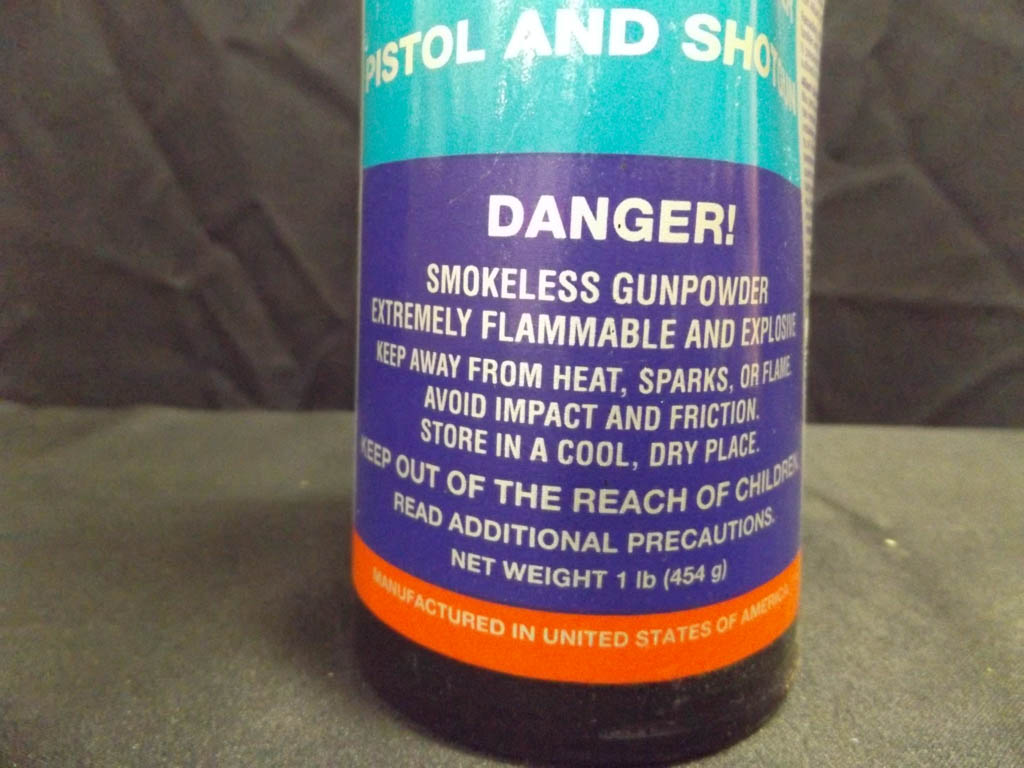 PISTOL AND SHOTGUN
DANGER!
SMOKELESS GUNPOWDER
EXTREMELY FLAMMABLE AND EXPLOSIVE
KEEP AWAY FROM HEAT, SPARKS, OR FLAME.
AVOID IMPACT AND FRICTION.
STORE IN A COOL, DRY PLACE.
KEEP OUT OF THE REACH OF CHILDREN.
READ ADDITIONAL PRECAUTIONS.
NET WEIGHT 1 lb (454 g)
MANUFACTURED IN UNITED STATES OF AMERICA